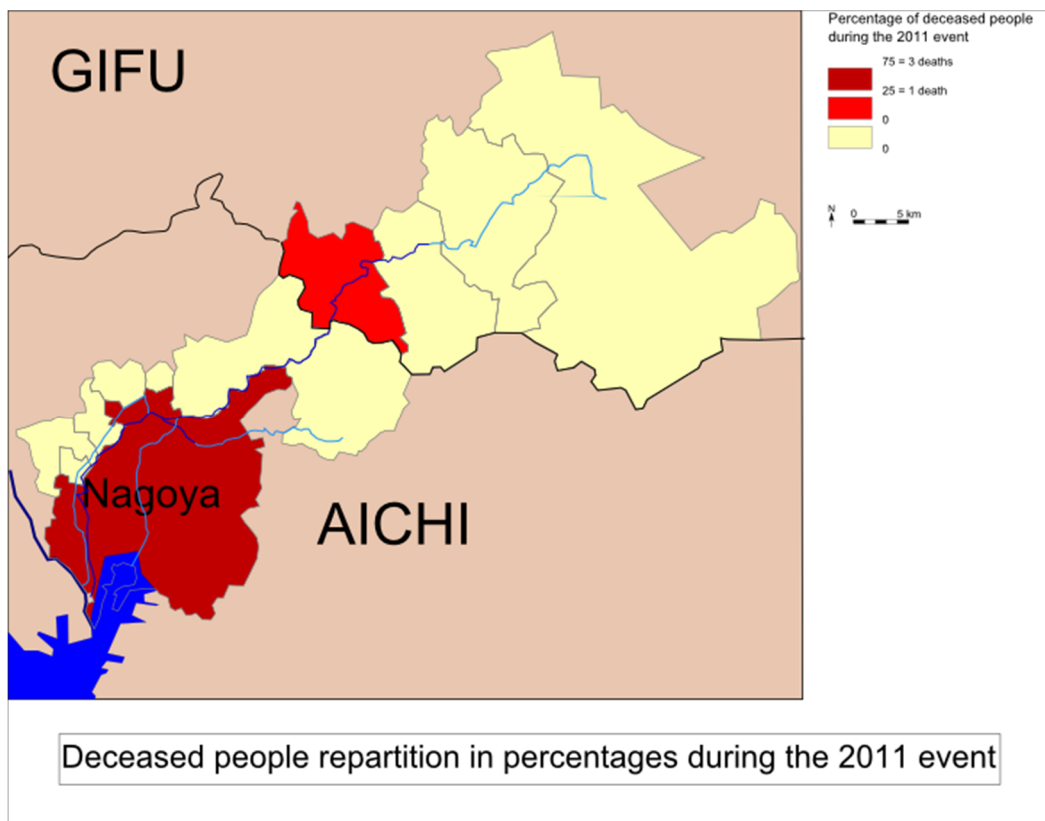 GIFU
Percentage of deceased people
during the 2011 event
75 = 3 deaths
25 = 1 death
0
0
N
0 5 km
Nagoya
AICHI
Deceased people repartition in percentages during the 2011 event